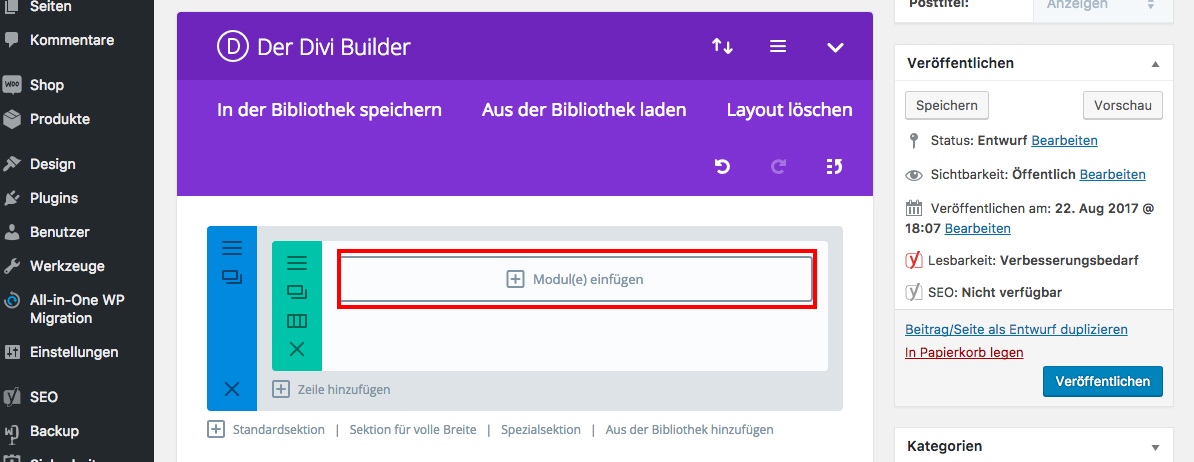 Seiten
Kommentare
Shop
Produkte
Design
Plugins
Benutzer
Werkzeuge
All-in-One WP
Migration
Einstellungen
SEO
Backup
Der Divi Builder
In der Bibliothek speichern
Aus der Bibliothek laden
Layout löschen
Modul(e) einfügen
Zeile hinzufügen
Standardsektion | Sektion für volle Breite | Spezialsektion | Aus der Bibliothek hinzufügen
Posttitel:
Anzeigen
Veröffentlichen
Speichern
Vorschau
Status: Entwurf Bearbeiten
Sichtbarkeit: Öffentlich Bearbeiten
Veröffentlichen am: 22. Aug 2017 @
18:07 Bearbeiten
Lesbarkeit: Verbesserungsbedarf
SEO: Nicht verfügbar
Beitrag/Seite als Entwurf duplizieren
In Papierkorb legen
Veröffentlichen
Kategorien